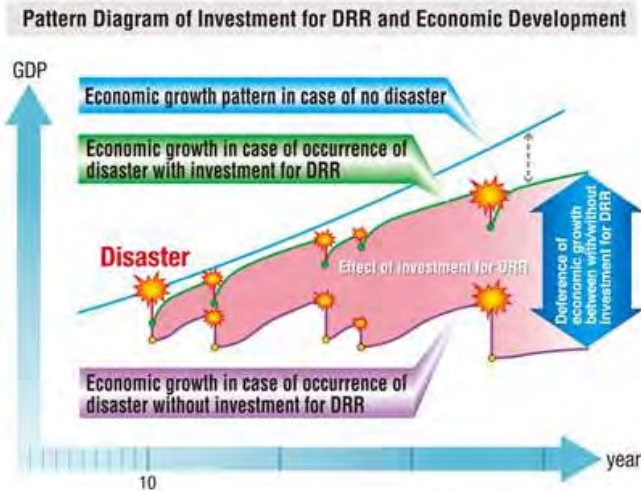 Pattern Diagram of Investment for DRR and Economic Development
GDP
Economic growth pattern in case of no disaster
Economic growth in case of occurrence of
disaster with investment for DRR
Disaster
Effect of investment for DRR
Deference of
economic growth
between with/without
investment for DRR
Economic growth in case of occurrence of
disaster without investment for DRR
year
10